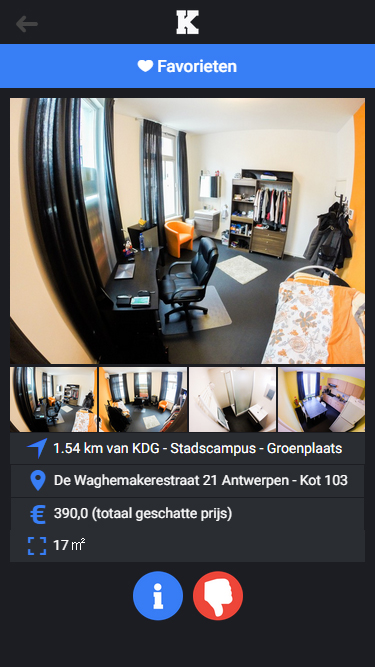 K
Favorieten
1.54 km van KDG - Stadscampus - Groenplaats
De Waghemakerestraat 21 Antwerpen - Kot 103
€ 390,0 (totaal geschatte prijs)
17 m²
i